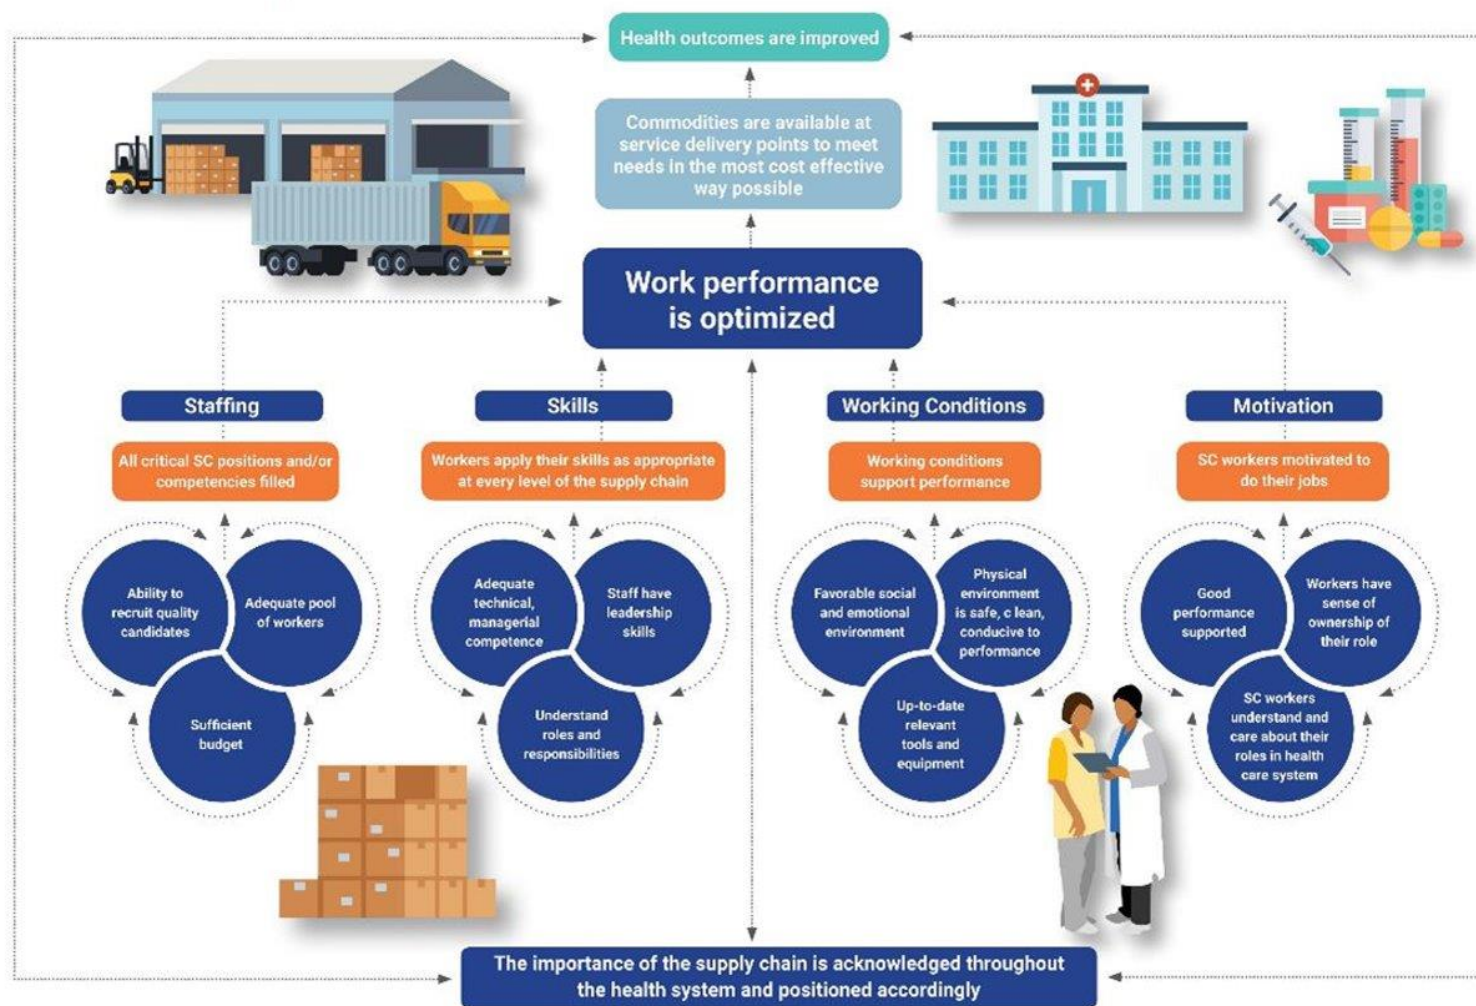 Health outcomes are improved
Commodities are available at
service delivery points to meet
needs in the most cost effective
way possible
Work performance
is optimized
Staffing
All critical SC positions and/or
competencies filled
Ability to
recruit quality
candidates
Adequate pool
of workers
Sufficient
budget
Skills
Workers apply their skills as appropriate
at every level of the supply chain
Adequate
technical,
managerial
competence
Staff have
leadership
skills
Understand
roles and
responsibilities
Working Conditions
Working conditions
support performance
Favorable social
and emotional
environment
Physical
environment
is safe, c lean,
conducive to
performance
Up-to-date
relevant
tools and
equipment
Motivation
SC workers motivated to
do their jobs
Good
performance
supported
Workers have
sense of
ownership of
their role
SC workers
understand and
care about their
roles in health
care system
The importance of the supply chain is acknowledged throughout
the health system and positioned accordingly